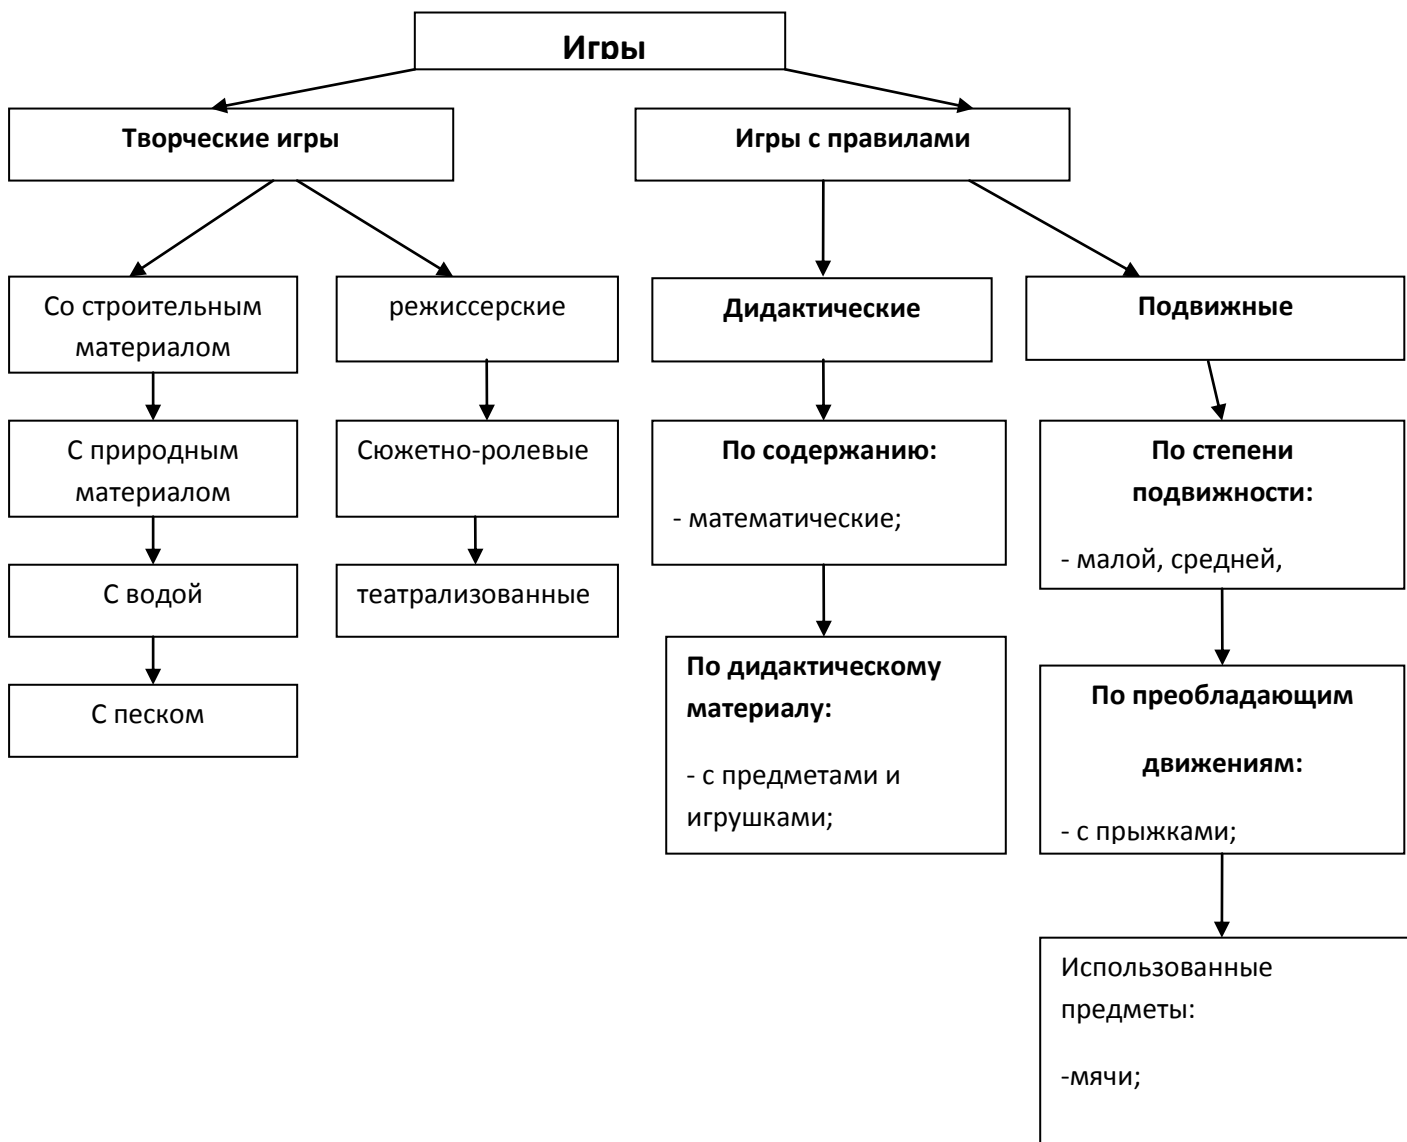 Игры
Творческие игры
Игры с правилами
Со строительным
материалом
режиссерские
Дидактические
Подвижные
С природным
материалом
Сюжетно-ролевые
По содержанию:
- математические;
По степени
подвижности:
- малой, средней,
С водой
театрализованные
По дидактическому
материалу:
- с предметами и
игрушками;
По преобладающим
движениям:
- с прыжками;
С песком
Использованные
предметы:
-мячи;